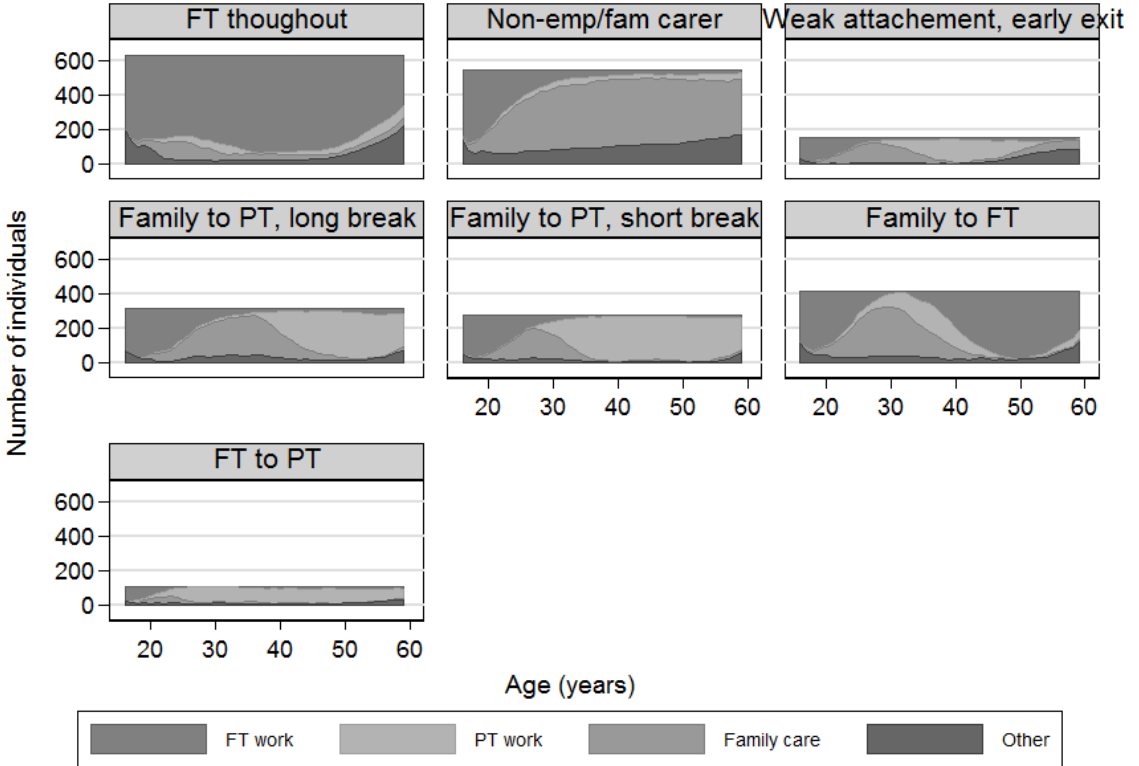 FT thoughout
Non-emp/fam carer
Weak attachement, early exit
600
400
200
0
Family to PT, long break
Family to PT, short break
Family to FT
600
400
200
0
20 30 40 50 60
20 30 40 50 60
FT to PT
600
400
200
0
20 30 40 50 60
Number of individuals
Age (years)
FT work PT work Family care Other